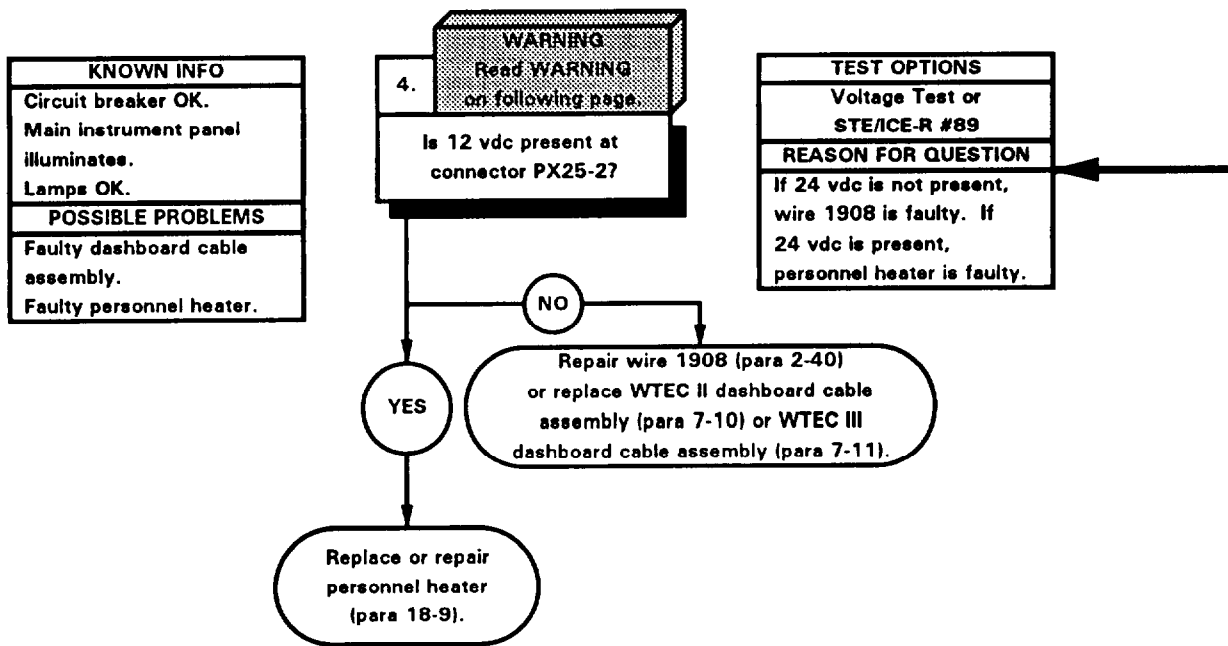 KNOWN INFO
Circuit breaker OK.
Main instrument panel
illuminates.
Lamps OK.
POSSIBLE PROBLEMS
Faulty dashboard cable
assembly.
Faulty personnel heater.
4.
WARNING
Read WARNING
on following page.
Is 12 vdc present at
connector PX25-2?
TEST OPTIONS
Voltage Test or
STE/ICE-R #89
REASON FOR QUESTION
If 24 vdc is not present,
wire 1908 is faulty. If
24 vdc is present,
personnel heater is faulty.
NO
Repair wire 1908 (para 2-40)
or replace WTEC II dashboard cable
assembly (para 7-10) or WTEC III
dashboard cable assembly (para 7-11).
YES
Replace or repair
personnel heater
(para 18-9).